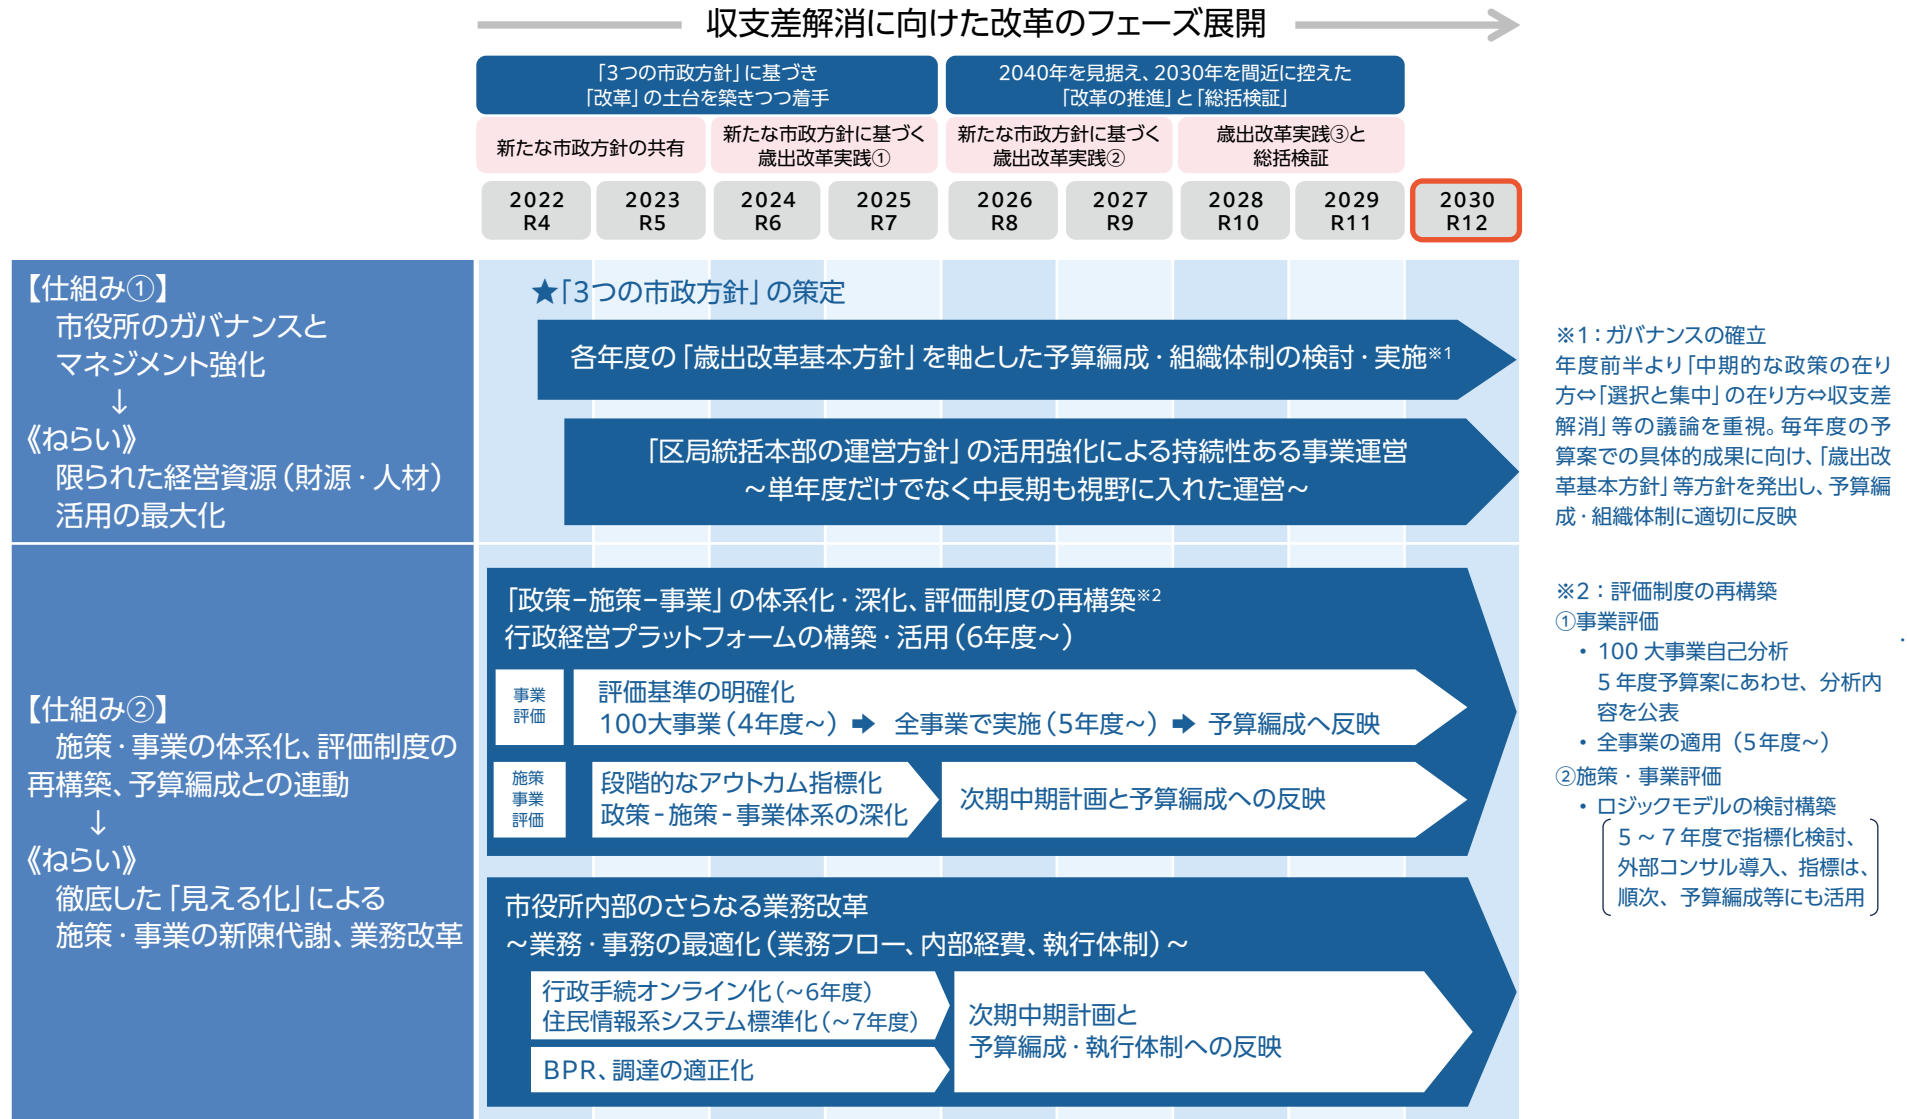 収支差解消に向けた改革のフェーズ展開
「3つの市政方針」に基づき
「改革」の土台を築きつつ着手
2040年を見据え、2030年を間近に控えた
「改革の推進」と「総括検証」
新たな市政方針の共有
新たな市政方針に基づく
歳出改革実践①
新たな市政方針に基づく
歳出改革実践②
歳出改革実践③と
総括検証
2022
R4
2023
R5
2024
R6
2025
R7
2026
R8
2027
R9
2028
R10
2029
R11
2030
R12
【仕組み①】
市役所のガバナンスと
マネジメント強化
↓
《ねらい》
限られた経営資源（財源・人材）
活用の最大化
★「3つの市政方針」の策定
各年度の「歳出改革基本方針」を軸とした予算編成・組織体制の検討・実施※1
「区局統括本部の運営方針」の活用強化による持続性ある事業運営
～単年度だけでなく中長期も視野に入れた運営～
※1：ガバナンスの確立
年度前半より「中期的な政策の在り
方⇔「選択と集中」の在り方⇔収支差
解消」等の議論を重視。毎年度の予
算案での具体的成果に向け、「歳出改
革基本方針」等方針を発出し、予算編
成・組織体制に適切に反映
【仕組み②】
施策・事業の体系化、評価制度の
再構築、予算編成との連動
↓
《ねらい》
徹底した「見える化」による
施策・事業の新陳代謝、業務改革
「政策−施策−事業」の体系化・深化、評価制度の再構築※2
行政経営プラットフォームの構築・活用（6年度～）
事業
評価
評価基準の明確化
100大事業（4年度～）➡ 全事業で実施（5年度～）➡ 予算編成へ反映
施策
事業
評価
段階的なアウトカム指標化
政策-施策-事業体系の深化
次期中期計画と予算編成への反映
市役所内部のさらなる業務改革
～業務・事務の最適化（業務フロー、内部経費、執行体制）～
行政手続オンライン化（～6年度）
住民情報系システム標準化（～7年度）
BPR、調達の適正化
次期中期計画と
予算編成・執行体制への反映
※2：評価制度の再構築
①事業評価
• 100 大事業自己分析
5 年度予算案にあわせ、分析内
容を公表
• 全事業の適用（5年度～）
②施策・事業評価
• ロジックモデルの検討構築
5 ～ 7 年度で指標化検討、
外部コンサル導入、指標は、
順次、予算編成等にも活用